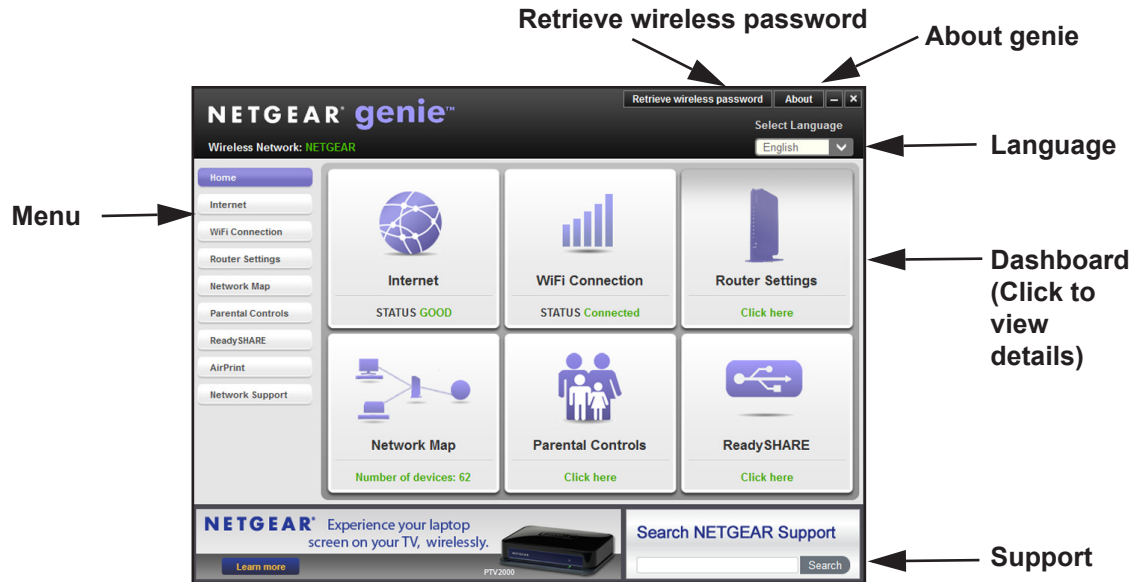 Retrieve wireless password
About genie
Retrieve wireless password About
NETGEAR® genie™
Select Language
Wireless Network: NETGEAR
English
Language
Menu
Home
Internet
WiFi Connection
Router Settings
Network Map
Parental Controls
ReadySHARE
AirPrint
Network Support
Internet
STATUS GOOD
WiFi Connection
STATUS Connected
Router Settings
Click here
Dashboard
(Click to
view
details)
Network Map
Number of devices: 62
Parental Controls
Click here
ReadySHARE
Click here
NETGEAR® Experience your laptop
screen on your TV, wirelessly.
Learn more
NETGEAR
PTV2000
Search NETGEAR Support
Search
Support